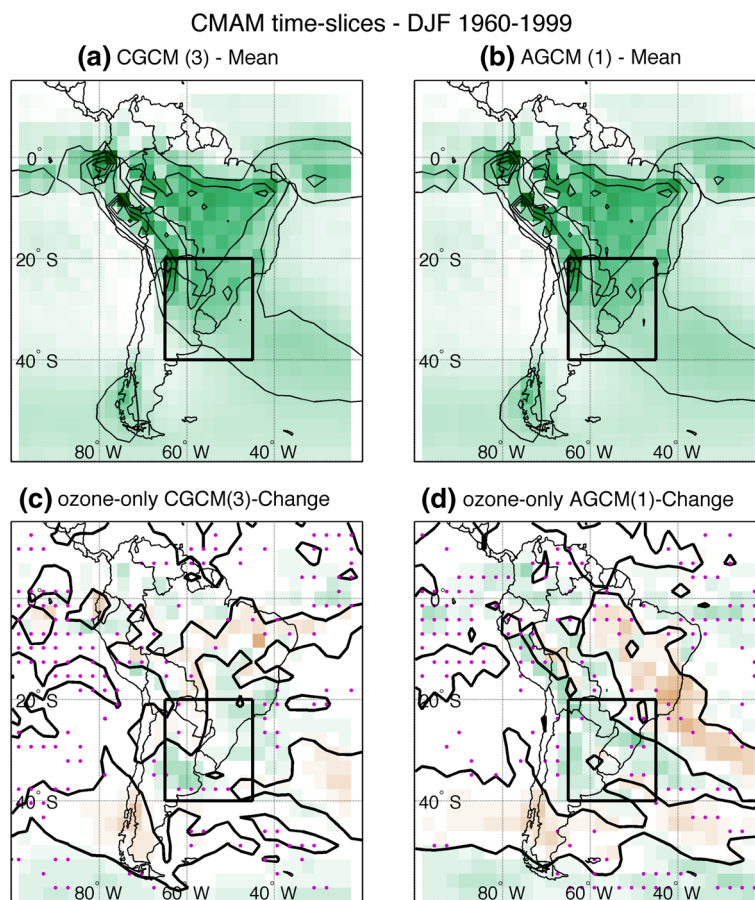 CMAM time-slices - DJF 1960-1999
(a) CGCM (3) - Mean
(b) AGCM (1) - Mean
0°
20° S
40° S
80° W
60° W
40° W
0°
20° S
40° S
80° W
60° W
40° W
(c) ozone-only CGCM(3)-Change
(d) ozone-only AGCM(1)-Change
0°
20° S
40° S
80° W
60° W
40° W
0°
20° S
40° S
80° W
60° W
40° W